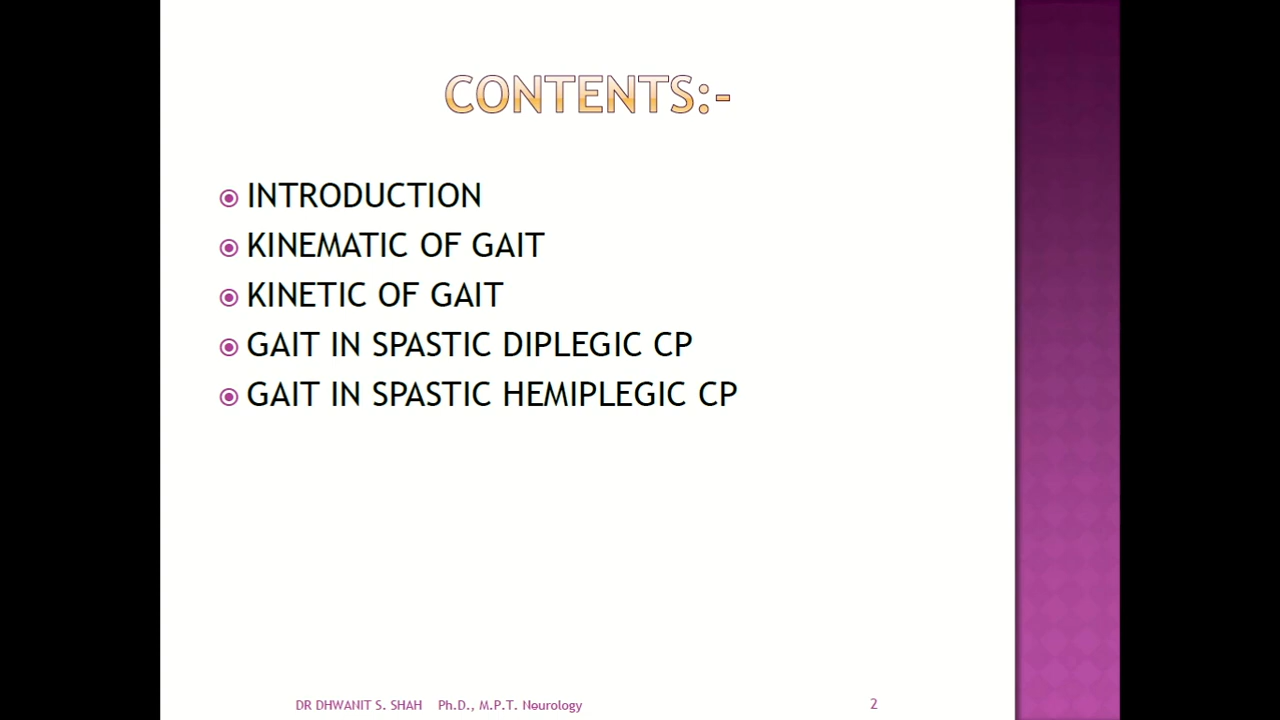 CONTENTS:-
INTRODUCTION
KINEMATIC OF GAIT
KINETIC OF GAIT
GAIT IN SPASTIC DIPLEGIC CP
GAIT IN SPASTIC HEMIPLEGIC CP
DR DHWANIT S. SHAH Ph.D., M.P.T. Neurology 2